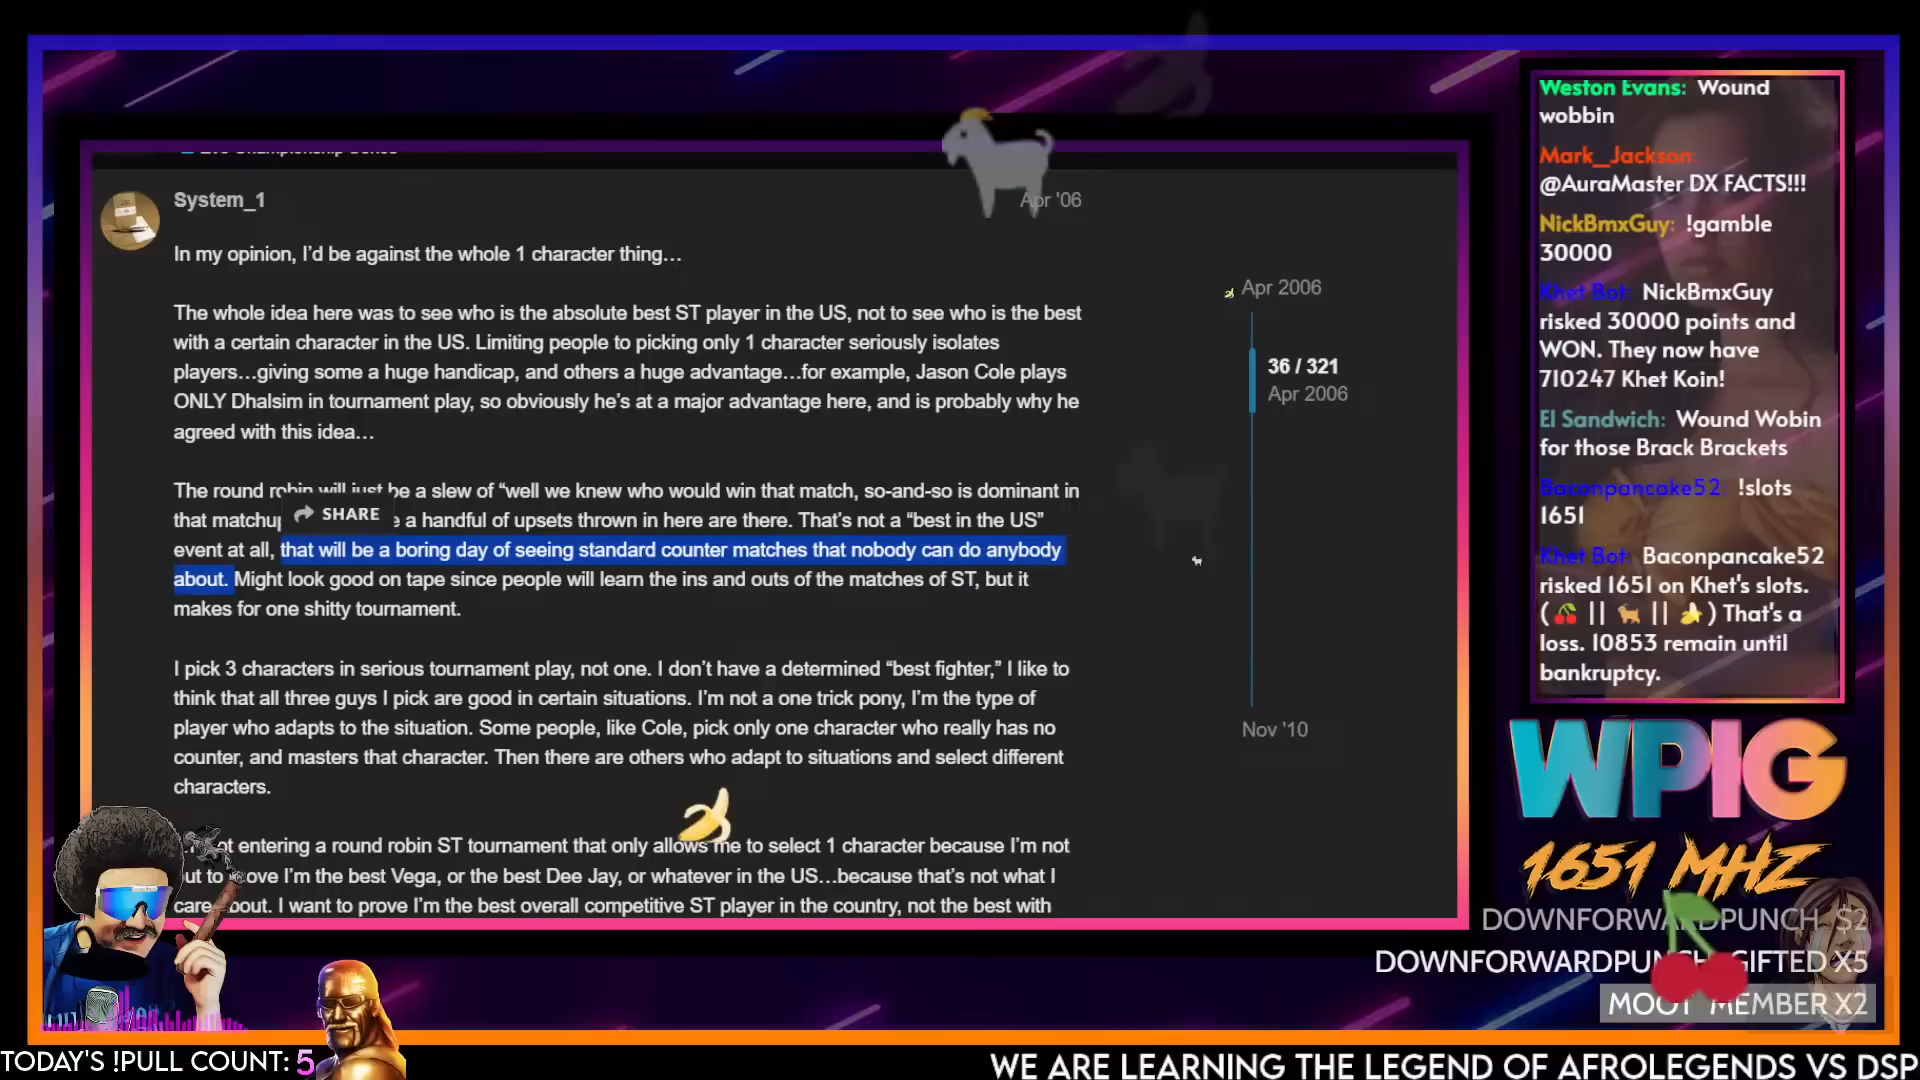 System_1
Apr '06
In my opinion, I'd be against the whole 1 character thing…
The whole idea here was to see who is the absolute best ST player in the US, not to see who is the best
with a certain character in the US. Limiting people to picking only 1 character seriously isolates
players…giving some a huge handicap, and others a huge advantage…for example, Jason Cole plays
ONLY Dhalsim in tournament play, so obviously he's at a major advantage here, and is probably why he
agreed with this idea…
The round robin will just be a slew of “well we knew who would win that match, so-and-so is dominant in
that matchup
SHARE
a handful of upsets thrown in here are there. That's not a “best in the US”
event at all, that will be a boring day of seeing standard counter matches that nobody can do anybody
about. Might look good on tape since people will learn the ins and outs of the matches of ST, but it
makes for one shitty tournament.
I pick 3 characters in serious tournament play, not one. I don't have a determined “best fighter,” I like to
think that all three guys I pick are good in certain situations. I'm not a one trick pony, I'm the type of
player who adapts to the situation. Some people, like Cole, pick only one character who really has no
counter, and masters that character. Then there are others who adapt to situations and select different
characters.
entering a round robin ST tournament that only allows me to select 1 character because I'm not
I'm the best Vega, or the best Dee Jay, or whatever in the US…because that's not what I
I want to prove I'm the best overall competitive ST player in the country, not the best with
Apr 2006
36 / 321
Apr 2006
Nov '10
Weston Evans: Wound
wobbin
Mark_Jackson:
@AuraMaster DX FACTS!!!
NickBmxGuy: !gamble
30000
Khet Bot: NickBmxGuy
risked 30000 points and
WON. They now have
710247 Khet Koin!
El Sandwich: Wound Wobin
for those Brack Brackets
Baconpancake52: !slots
1651
Khet Bot: Baconpancake52
risked 1651 on Khet's slots.
(🍒 || 🐐 || 🍌) That's a
loss. 10853 remain until
bankruptcy.
WPIG
1651 MHZ
DOWNFORWARDPUNCH $2
DOWNFORWARDPUNCH GIFTED X5
MOOT MEMBER X2
TODAY'S !PULL COUNT: 5
WE ARE LEARNING THE LEGEND OF AFROLEGENDS VS DSP